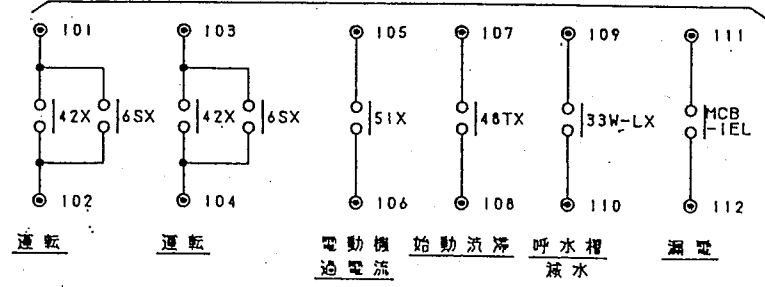 101 103 105 107 109 111
42X 6SX 42X 6SX 51X 48TX 33W-LX MCB
-1EL
102 104 106 108 110 112
運転 運転 電動機 始動渋滞 呼水槽 漏電
過電流 減水